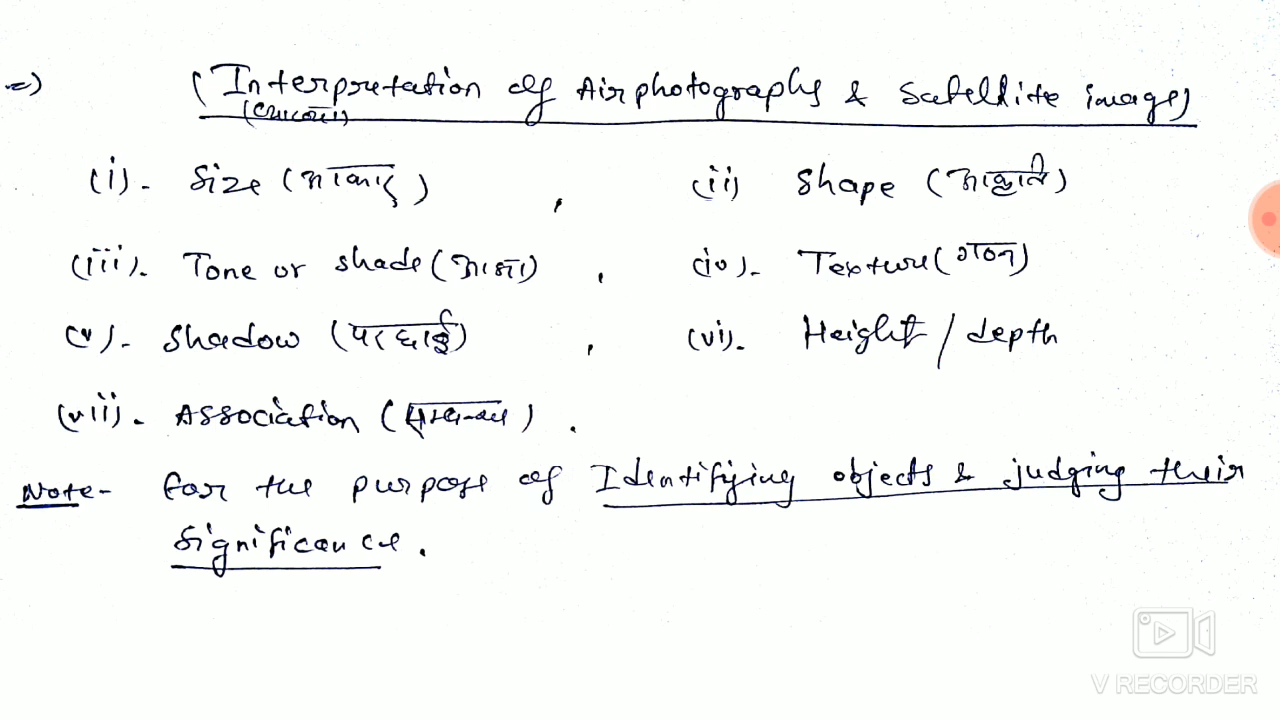 =) (Interpretation of Airphotographs & Satellite images)
(व्याख्या)
(i). Size (आकार) , (ii) Shape (आकृति)
(iii). Tone or shade (आभा) , (iv). Texture (गठन)
(v). Shadow (परछाई) , (vi). Height / depth
(vii). Association ( ) .
Note- For the purpose of Identifying objects & judging their
significance.
V RECORDER